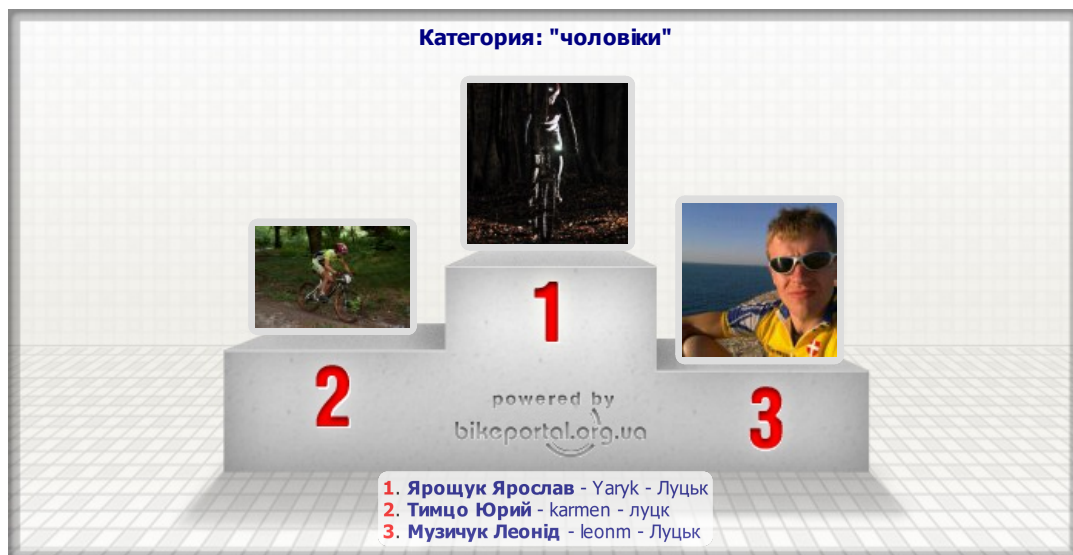 Категория: "чоловіки"
1
2
3
powered by
bikeportal.org.ua
1. Ярощук Ярослав - Yaryk - Луцьк
2. Тимцо Юрий - karmen - луцк
3. Музичук Леонід - leonm - Луцьк